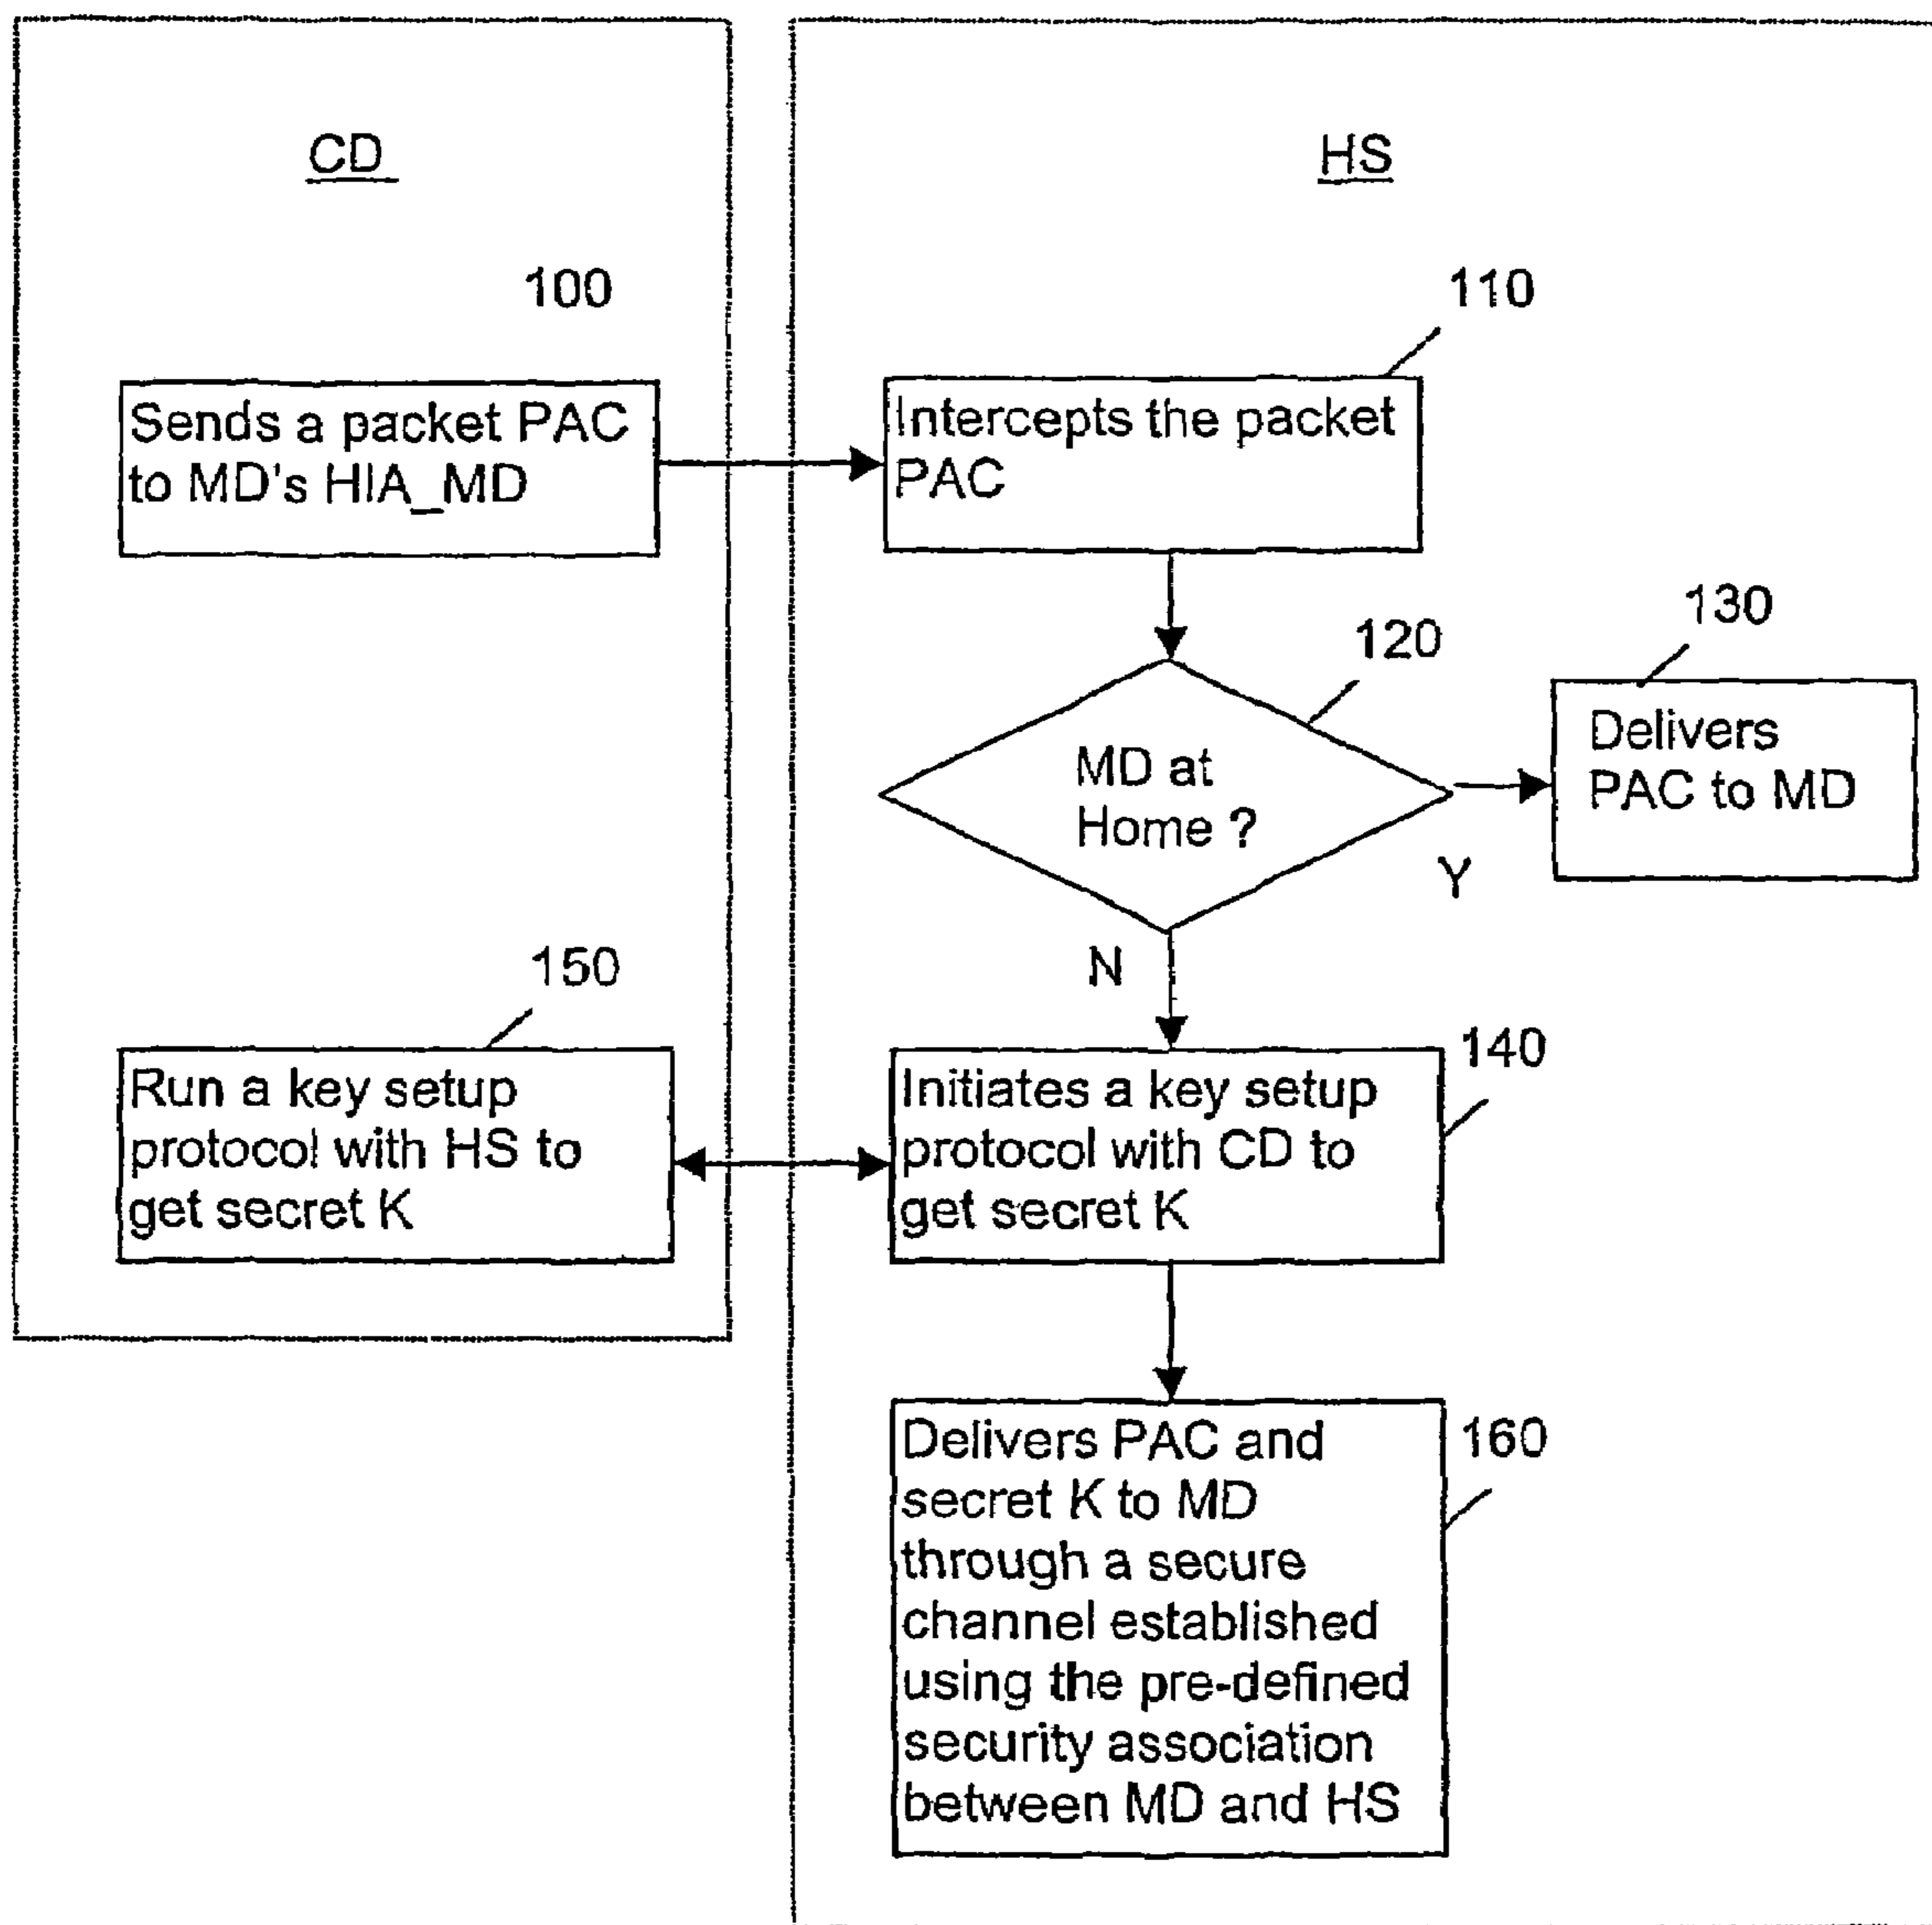 CD
HS
100
110
Sends a packet PAC
to MD's HIA_MD
Intercepts the packet
PAC
120
130
MD at
Home ?
Delivers
PAC to MD
Y
N
150
140
Run a key setup
protocol with HS to
get secret K
Initiates a key setup
protocol with CD to
get secret K
160
Delivers PAC and
secret K to MD
through a secure
channel established
using the pre-defined
security association
between MD and HS